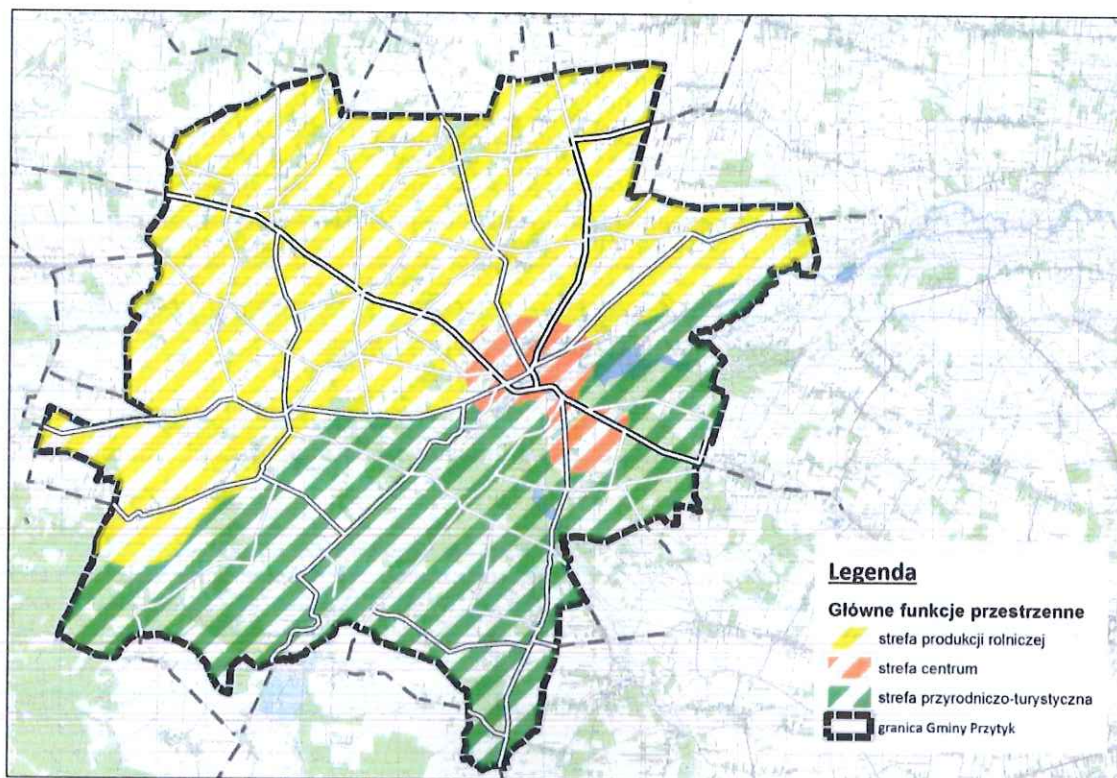 Legenda
Główne funkcje przestrzenne
strefa produkcji rolniczej
strefa centrum
strefa przyrodniczo-turystyczna
granica Gminy Przytyk